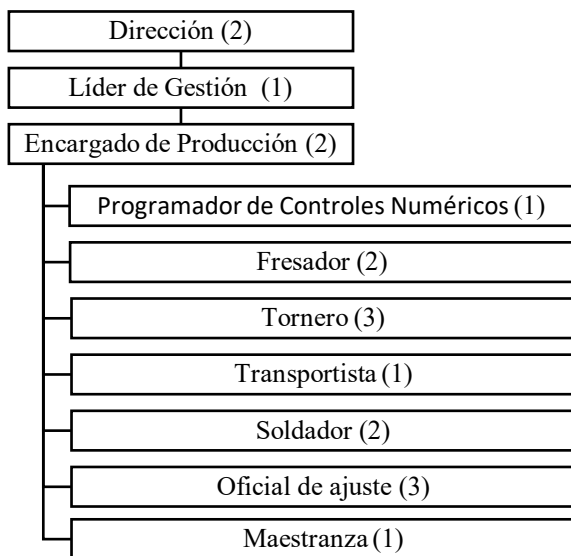 Dirección (2)
Líder de Gestión (1)
Encargado de Producción (2)
Programador de Controles Numéricos (1)
Fresador (2)
Tornero (3)
Transportista (1)
Soldador (2)
Oficial de ajuste (3)
Maestranza (1)